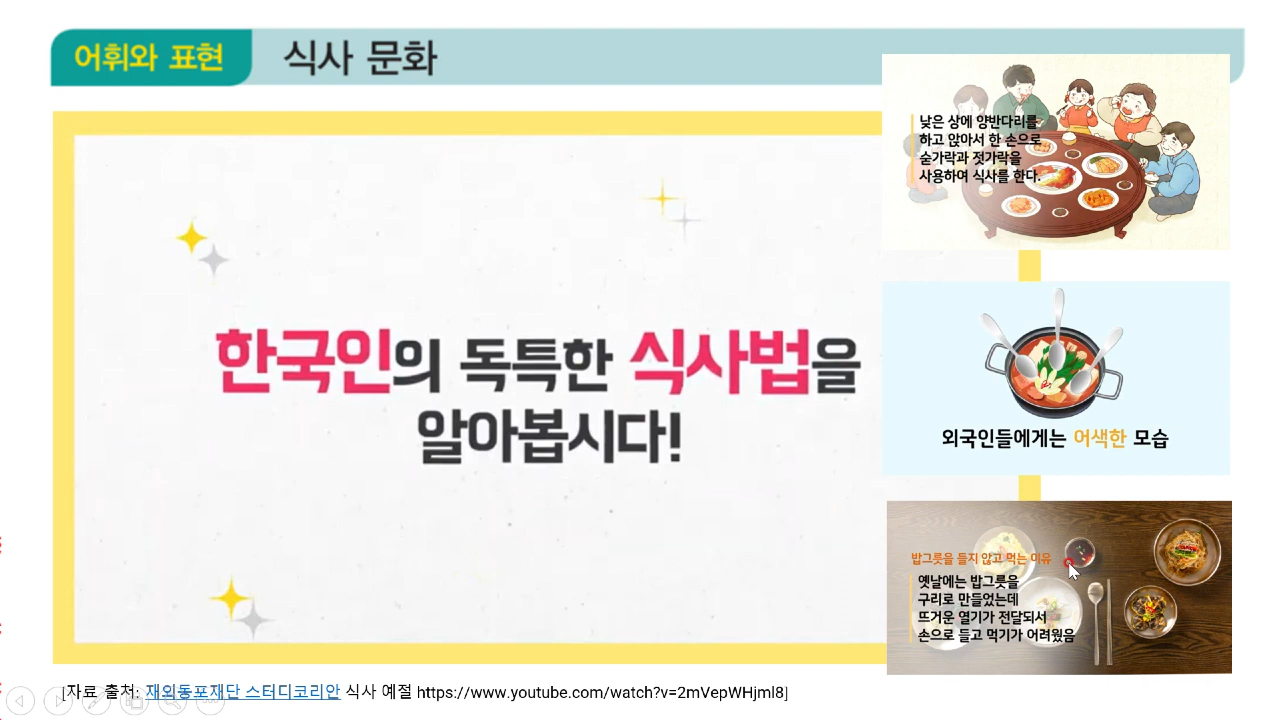 어휘와 표현
식사 문화
한국인의 독특한 식사법을
알아봅시다!
낮은 상에 양반다리를
하고 앉아서 한 손으로
숟가락과 젓가락을
사용하여 식사를 한다.
외국인들에게는 어색한 모습
밥그릇을 들지 않고 먹는 이유
옛날에는 밥그릇을
구리로 만들었는데
뜨거운 열기가 전달되서
손으로 들고 먹기가 어려웠음
[자료 출처: 재외동포재단 스터디코리안 식사 예절 https://www.youtube.com/watch?v=2mVepWHjml8]